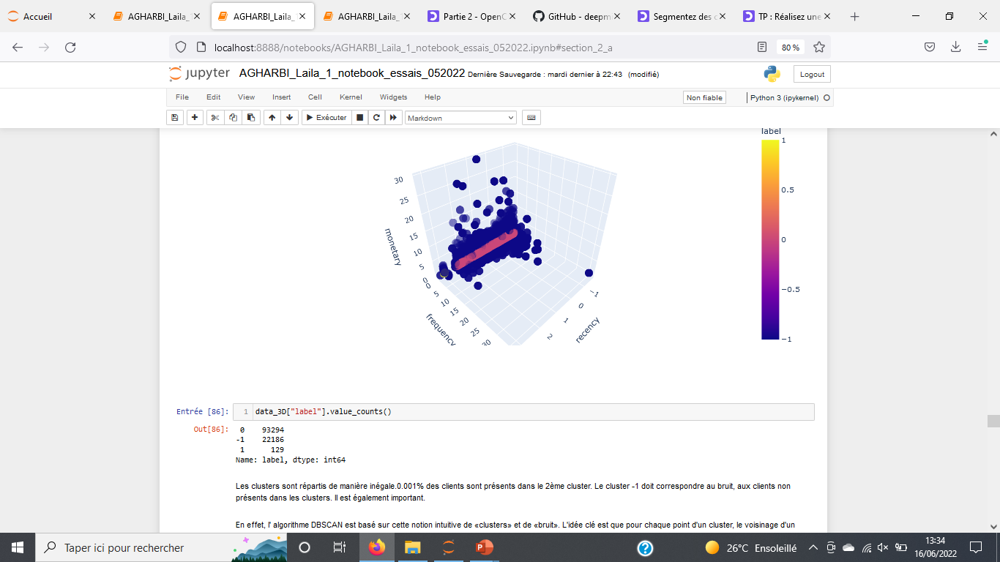 Accueil
AGHARBI_Laila_1
AGHARBI_Laila_
AGHARBI_Laila_1
Partie 2 - OpenC
GitHub - deepm
Segmentez des c
TP : Réalisez une
localhost:8888/notebooks/AGHARBI_Laila_1_notebook_essais_052022.ipynb#section_2_a
80 %
jupyter AGHARBI_Laila_1_notebook_essais_052022 Dernière Sauvegarde : mardi dernier à 22:43 (modifié)
Logout
File Edit View Insert Cell Kernel Widgets Help
Non fiable
Python 3 (ipykernel)
Exécuter
Markdown
label
1
0.5
0
−0.5
−1
30
25
20
15
10
5
0
monetary
0
5
10
15
20
25
30
frequency
2
1
0
−1
recency
Entrée [86]:
1 data_3D["label"].value_counts()
Out[86]:
0 93294
-1 22186
1 129
Name: label, dtype: int64
Les clusters sont répartis de manière inégale.0.001% des clients sont présents dans le 2ème cluster. Le cluster -1 doit correspondre au bruit, aux clients non
présents dans les clusters. Il est également important.
En effet, l' algorithme DBSCAN est basé sur cette notion intuitive de «clusters» et de «bruit». L'idée clé est que pour chaque point d'un cluster, le voisinage d'un
Taper ici pour rechercher
26°C Ensoleillé
13:34
16/06/2022